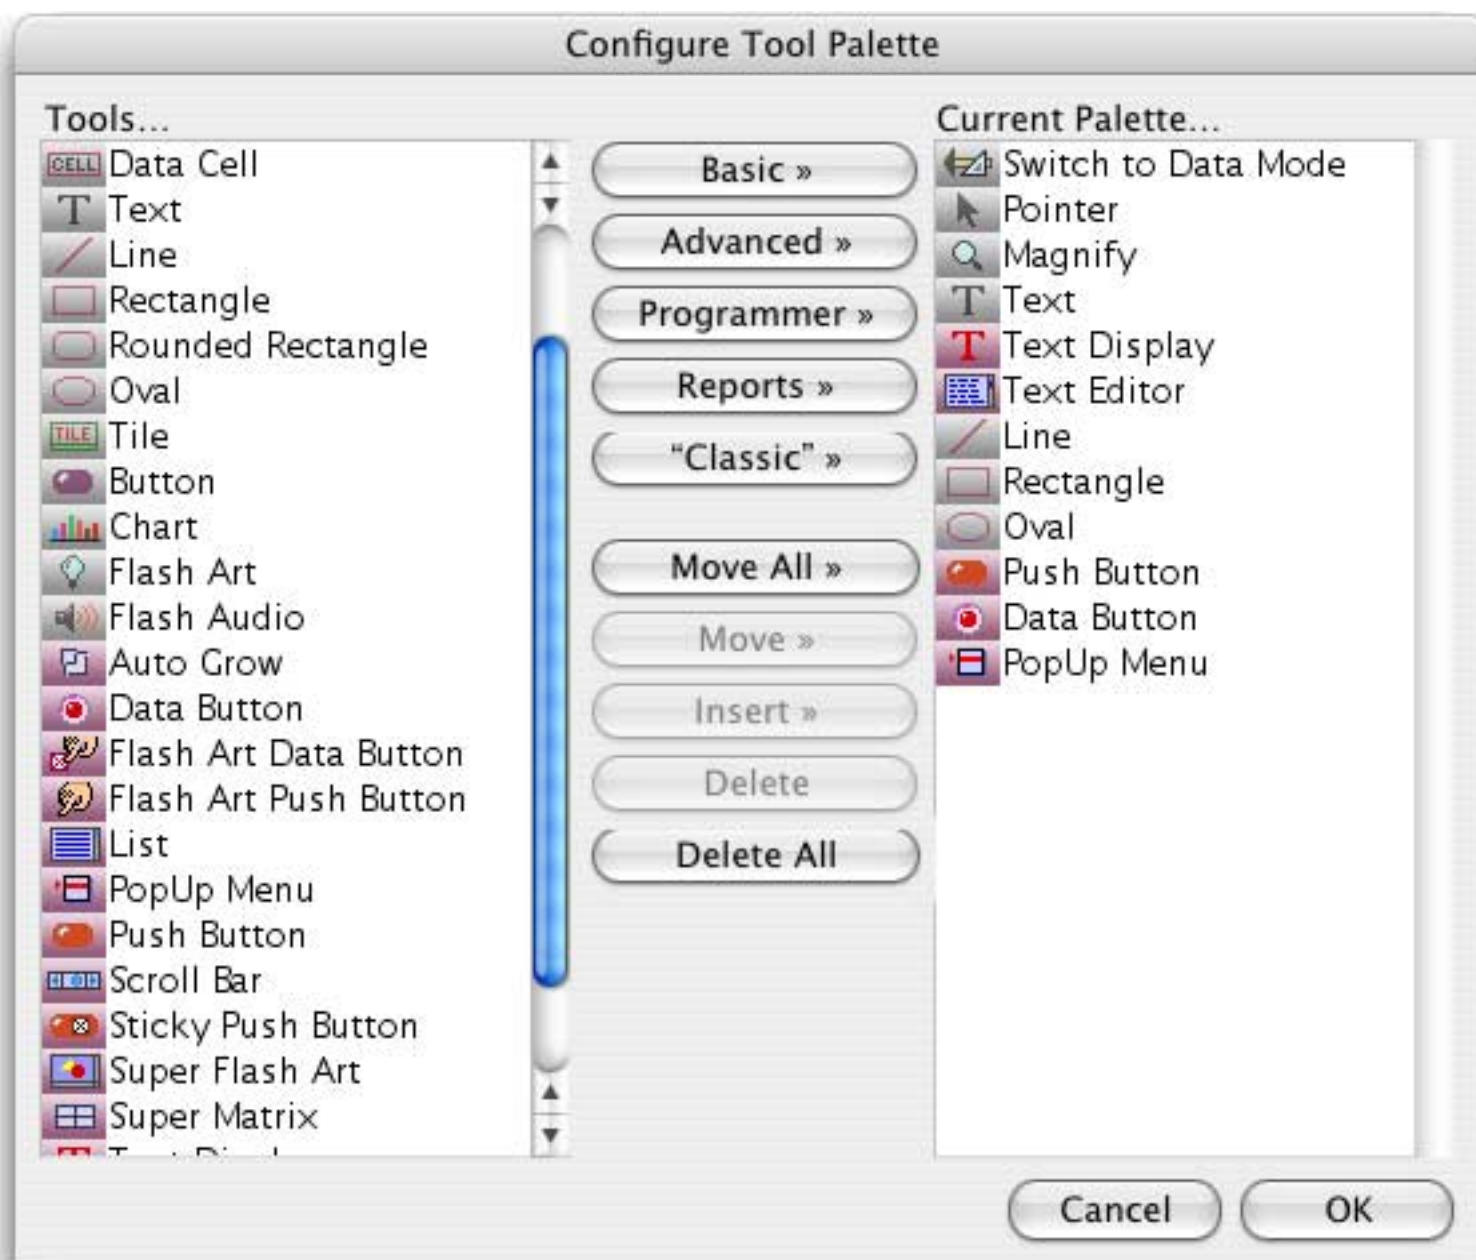 Configure Tool Palette
Tools...
CELL Data Cell
T Text
Line
Rectangle
Rounded Rectangle
Oval
TILE Tile
Button
Chart
Flash Art
Flash Audio
Auto Grow
Data Button
Flash Art Data Button
Flash Art Push Button
List
PopUp Menu
Push Button
Scroll Bar
Sticky Push Button
Super Flash Art
Super Matrix
Basic »
Advanced »
Programmer »
Reports »
“Classic” »
Move All »
Move »
Insert »
Delete
Delete All
Current Palette...
Switch to Data Mode
Pointer
Magnify
T Text
T Text Display
Text Editor
Line
Rectangle
Oval
Push Button
Data Button
PopUp Menu
Cancel
OK